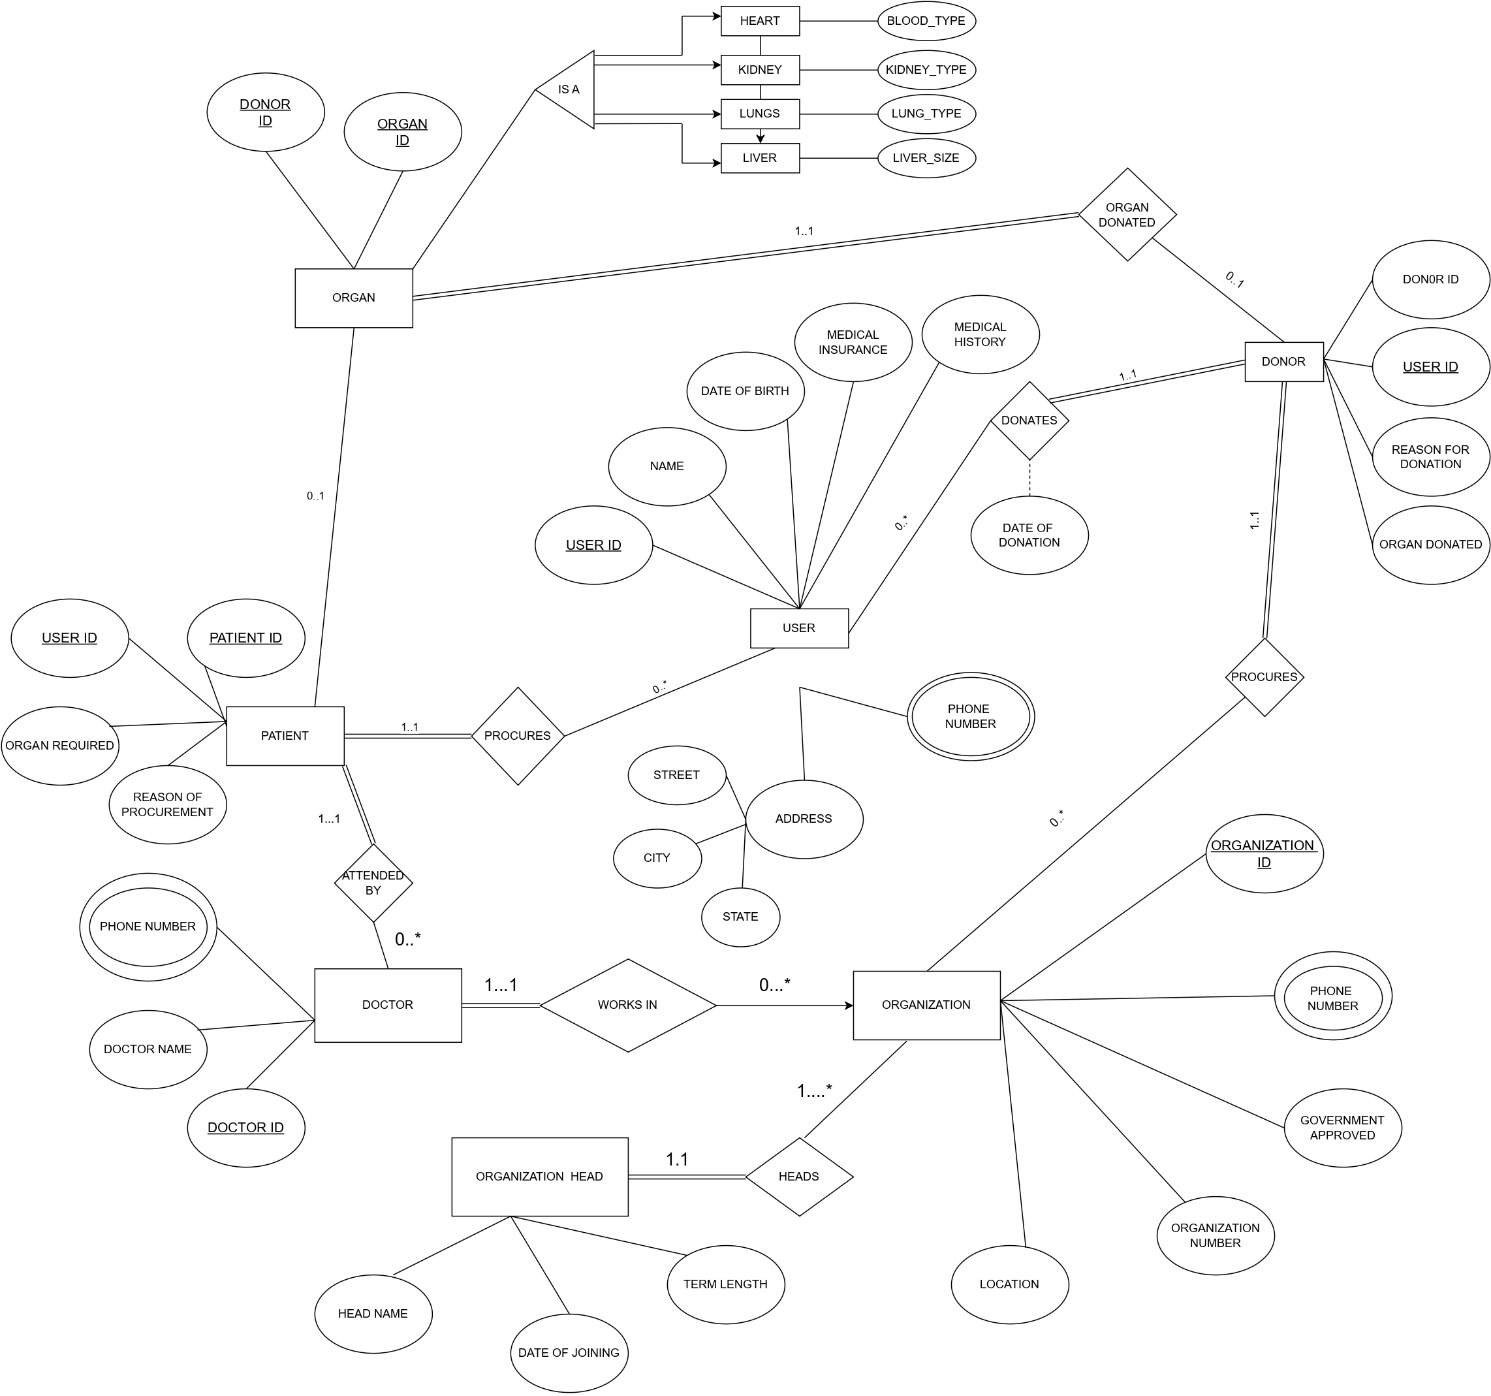 HEART
BLOOD_TYPE
IS A
KIDNEY
KIDNEY_TYPE
LUNGS
LUNG_TYPE
LIVER
LIVER_SIZE
DONOR
ID
ORGAN
ID
ORGAN
DONATED
1..1
0..1
ORGAN
DON0R ID
USER ID
REASON FOR
DONATION
ORGAN DONATED
DONOR
MEDICAL
INSURANCE
MEDICAL
HISTORY
DATE OF BIRTH
NAME
USER ID
1..1
DONATES
0..*
DATE OF
DONATION
1..1
0..1
USER
USER ID
PATIENT ID
ORGAN REQUIRED
PATIENT
REASON OF
PROCUREMENT
1..1
PROCURES
0..*
PROCURES
PHONE
NUMBER
STREET
ADDRESS
CITY
STATE
0..*
1...1
ATTENDED
BY
0..*
PHONE NUMBER
DOCTOR NAME
DOCTOR ID
DOCTOR
1...1
WORKS IN
0...*
ORGANIZATION
ORGANIZATION
ID
PHONE
NUMBER
GOVERNMENT
APPROVED
ORGANIZATION
NUMBER
LOCATION
1....*
ORGANIZATION HEAD
1.1
HEADS
HEAD NAME
DATE OF JOINING
TERM LENGTH